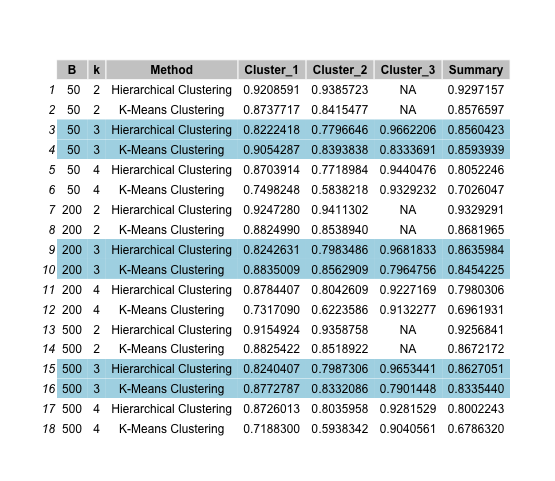 B k Method Cluster_1 Cluster_2 Cluster_3 Summary
1 50 2 Hierarchical Clustering 0.9208591 0.9385723 NA 0.9297157
2 50 2 K-Means Clustering 0.8737717 0.8415477 NA 0.8576597
3 50 3 Hierarchical Clustering 0.8222418 0.7796646 0.9662206 0.8560423
4 50 3 K-Means Clustering 0.9054287 0.8393838 0.8333691 0.8593939
5 50 4 Hierarchical Clustering 0.8703914 0.7718984 0.9440476 0.8052246
6 50 4 K-Means Clustering 0.7498248 0.5838218 0.9329232 0.7026047
7 200 2 Hierarchical Clustering 0.9247280 0.9411302 NA 0.9329291
8 200 2 K-Means Clustering 0.8824990 0.8538940 NA 0.8681965
9 200 3 Hierarchical Clustering 0.8242631 0.7983486 0.9681833 0.8635984
10 200 3 K-Means Clustering 0.8835009 0.8562909 0.7964756 0.8454225
11 200 4 Hierarchical Clustering 0.8784407 0.8042609 0.9227169 0.7980306
12 200 4 K-Means Clustering 0.7317090 0.6223586 0.9132277 0.6961931
13 500 2 Hierarchical Clustering 0.9154924 0.9358758 NA 0.9256841
14 500 2 K-Means Clustering 0.8825422 0.8518922 NA 0.8672172
15 500 3 Hierarchical Clustering 0.8240407 0.7987306 0.9653441 0.8627051
16 500 3 K-Means Clustering 0.8772787 0.8332086 0.7901448 0.8335440
17 500 4 Hierarchical Clustering 0.8726013 0.8035958 0.9281529 0.8002243
18 500 4 K-Means Clustering 0.7188300 0.5938342 0.9040561 0.6786320